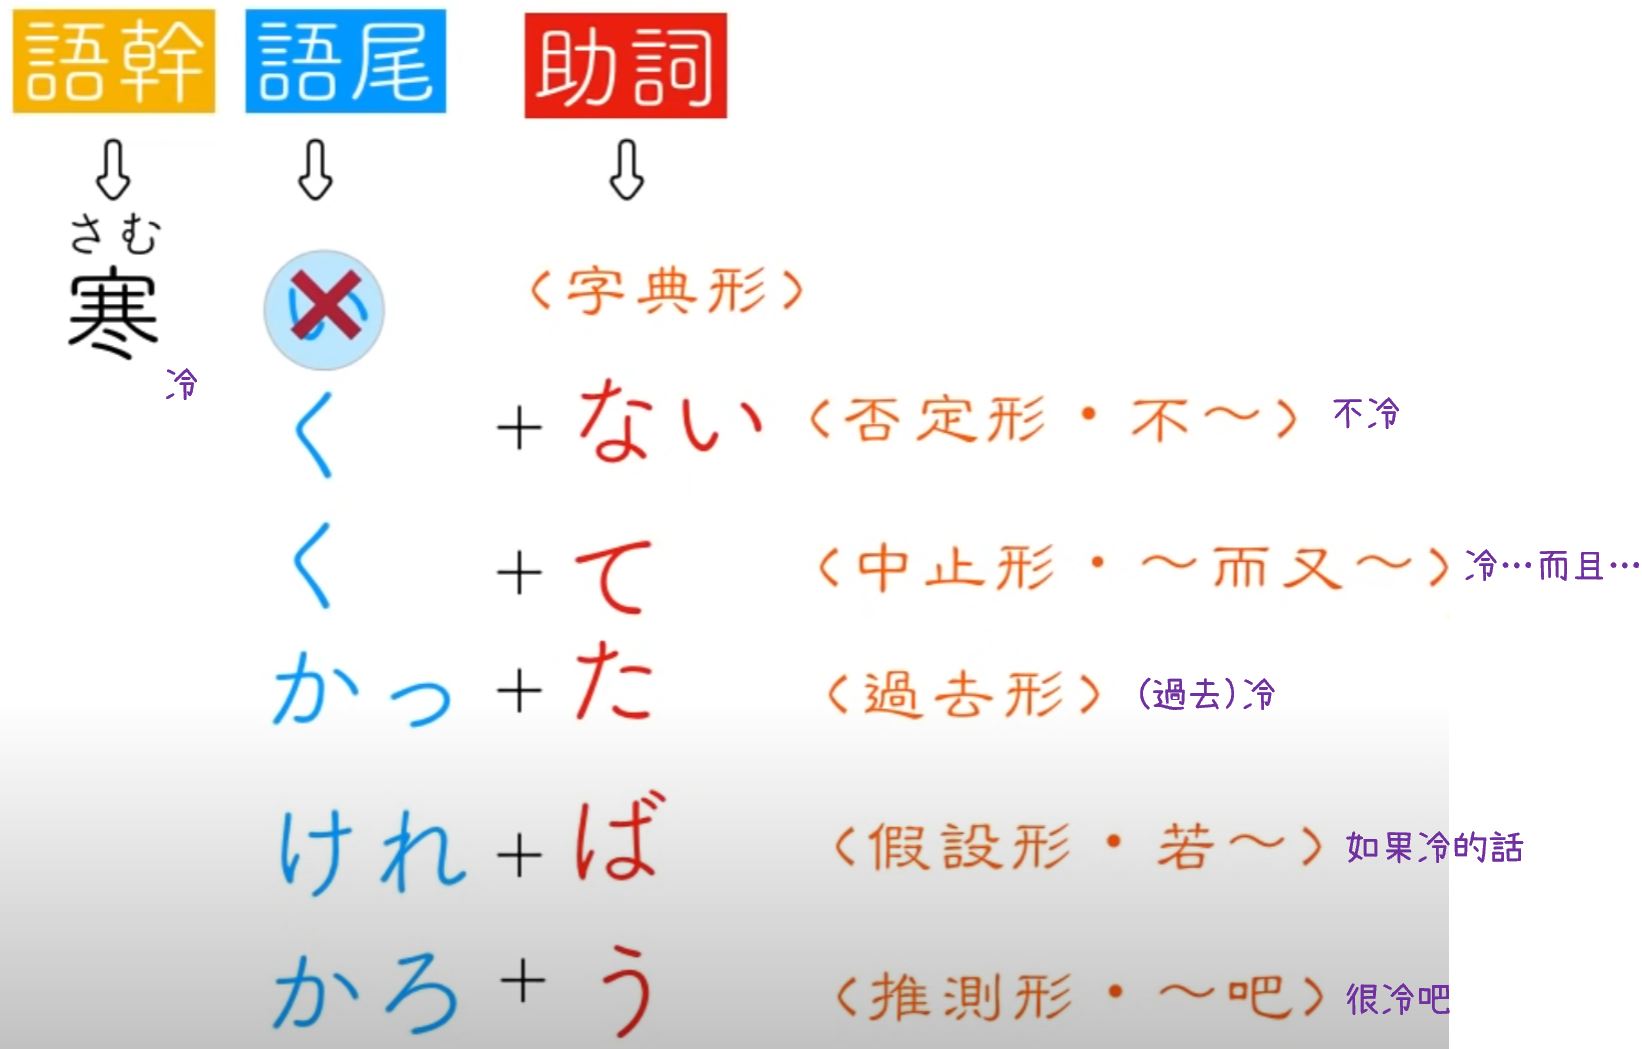 語幹 語尾 助詞
さむ
寒 い 〈字典形〉
冷
く + ない 〈否定形・不～〉 不冷
く + て 〈中止形・～而又～〉 冷…而且…
かっ + た 〈過去形〉 (過去)冷
けれ + ば 〈假設形・若～〉 如果冷的話
かろ + う 〈推測形・～吧〉 很冷吧